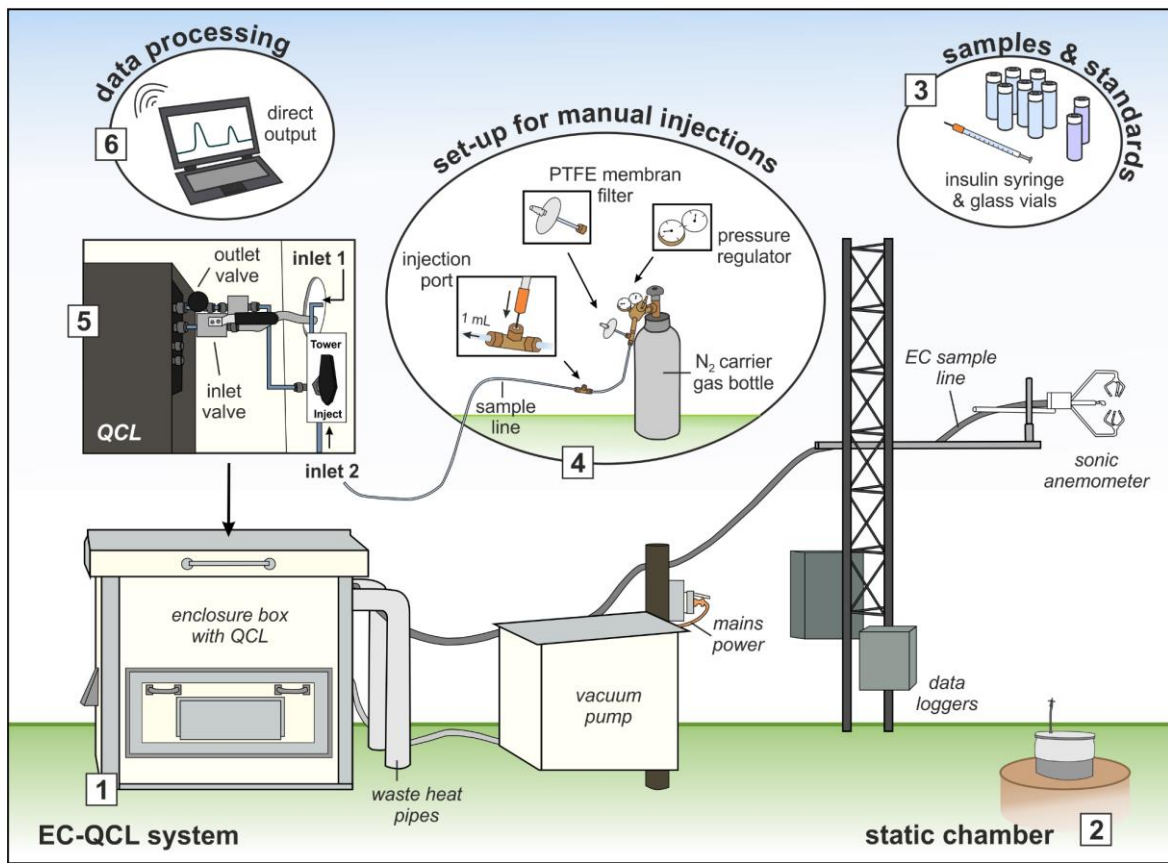 data processing
6
direct
output
set-up for manual injections
PTFE membran
filter
pressure
regulator
injection
port
1 mL
N₂ carrier
gas bottle
sample
line
4
samples & standards
3
insulin syringe
& glass vials
outlet
valve
inlet 1
5
Tower
inlet
valve
Inject
QCL
inlet 2
EC sample
line
sonic
anemometer
enclosure box
with QCL
mains
power
vacuum
pump
data
loggers
1
waste heat
pipes
EC-QCL system
static chamber
2